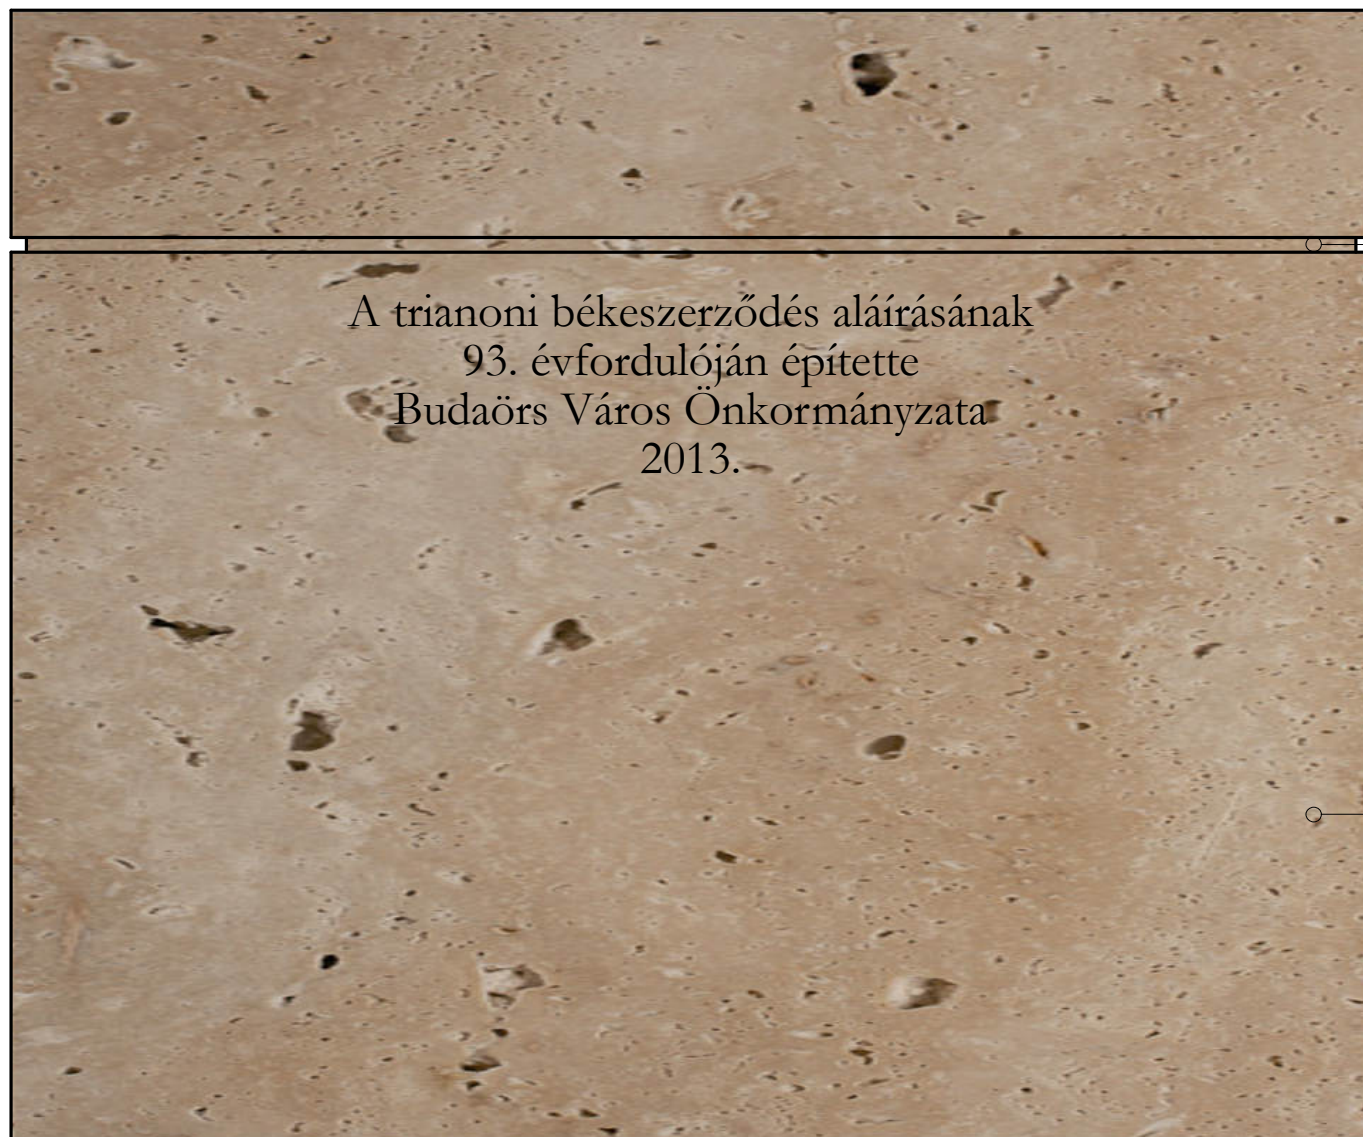 A trianoni békeszerződés aláírásának
93. évfordulóján építette
Budaörs Város Önkormányzata
2013.